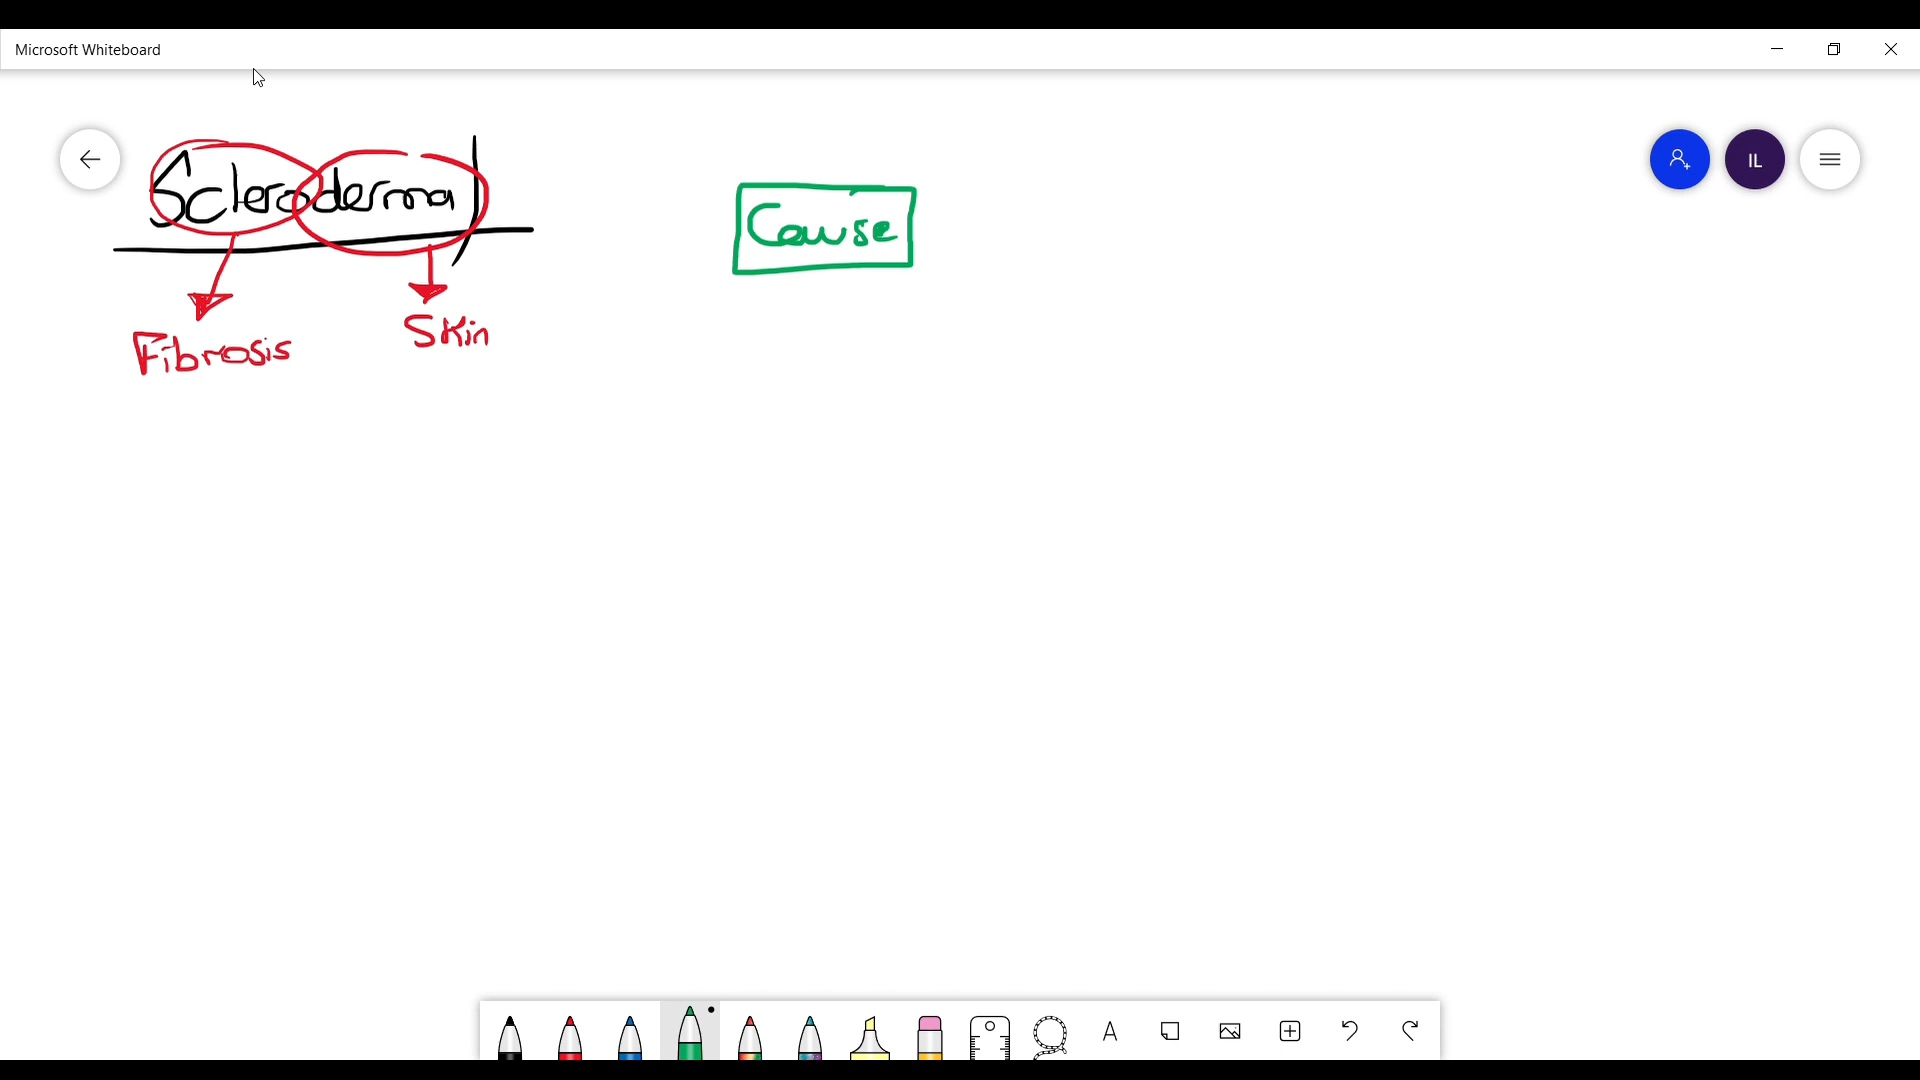 Microsoft Whiteboard
Scleroderma
Cause
IL
Fibrosis
Skin
A